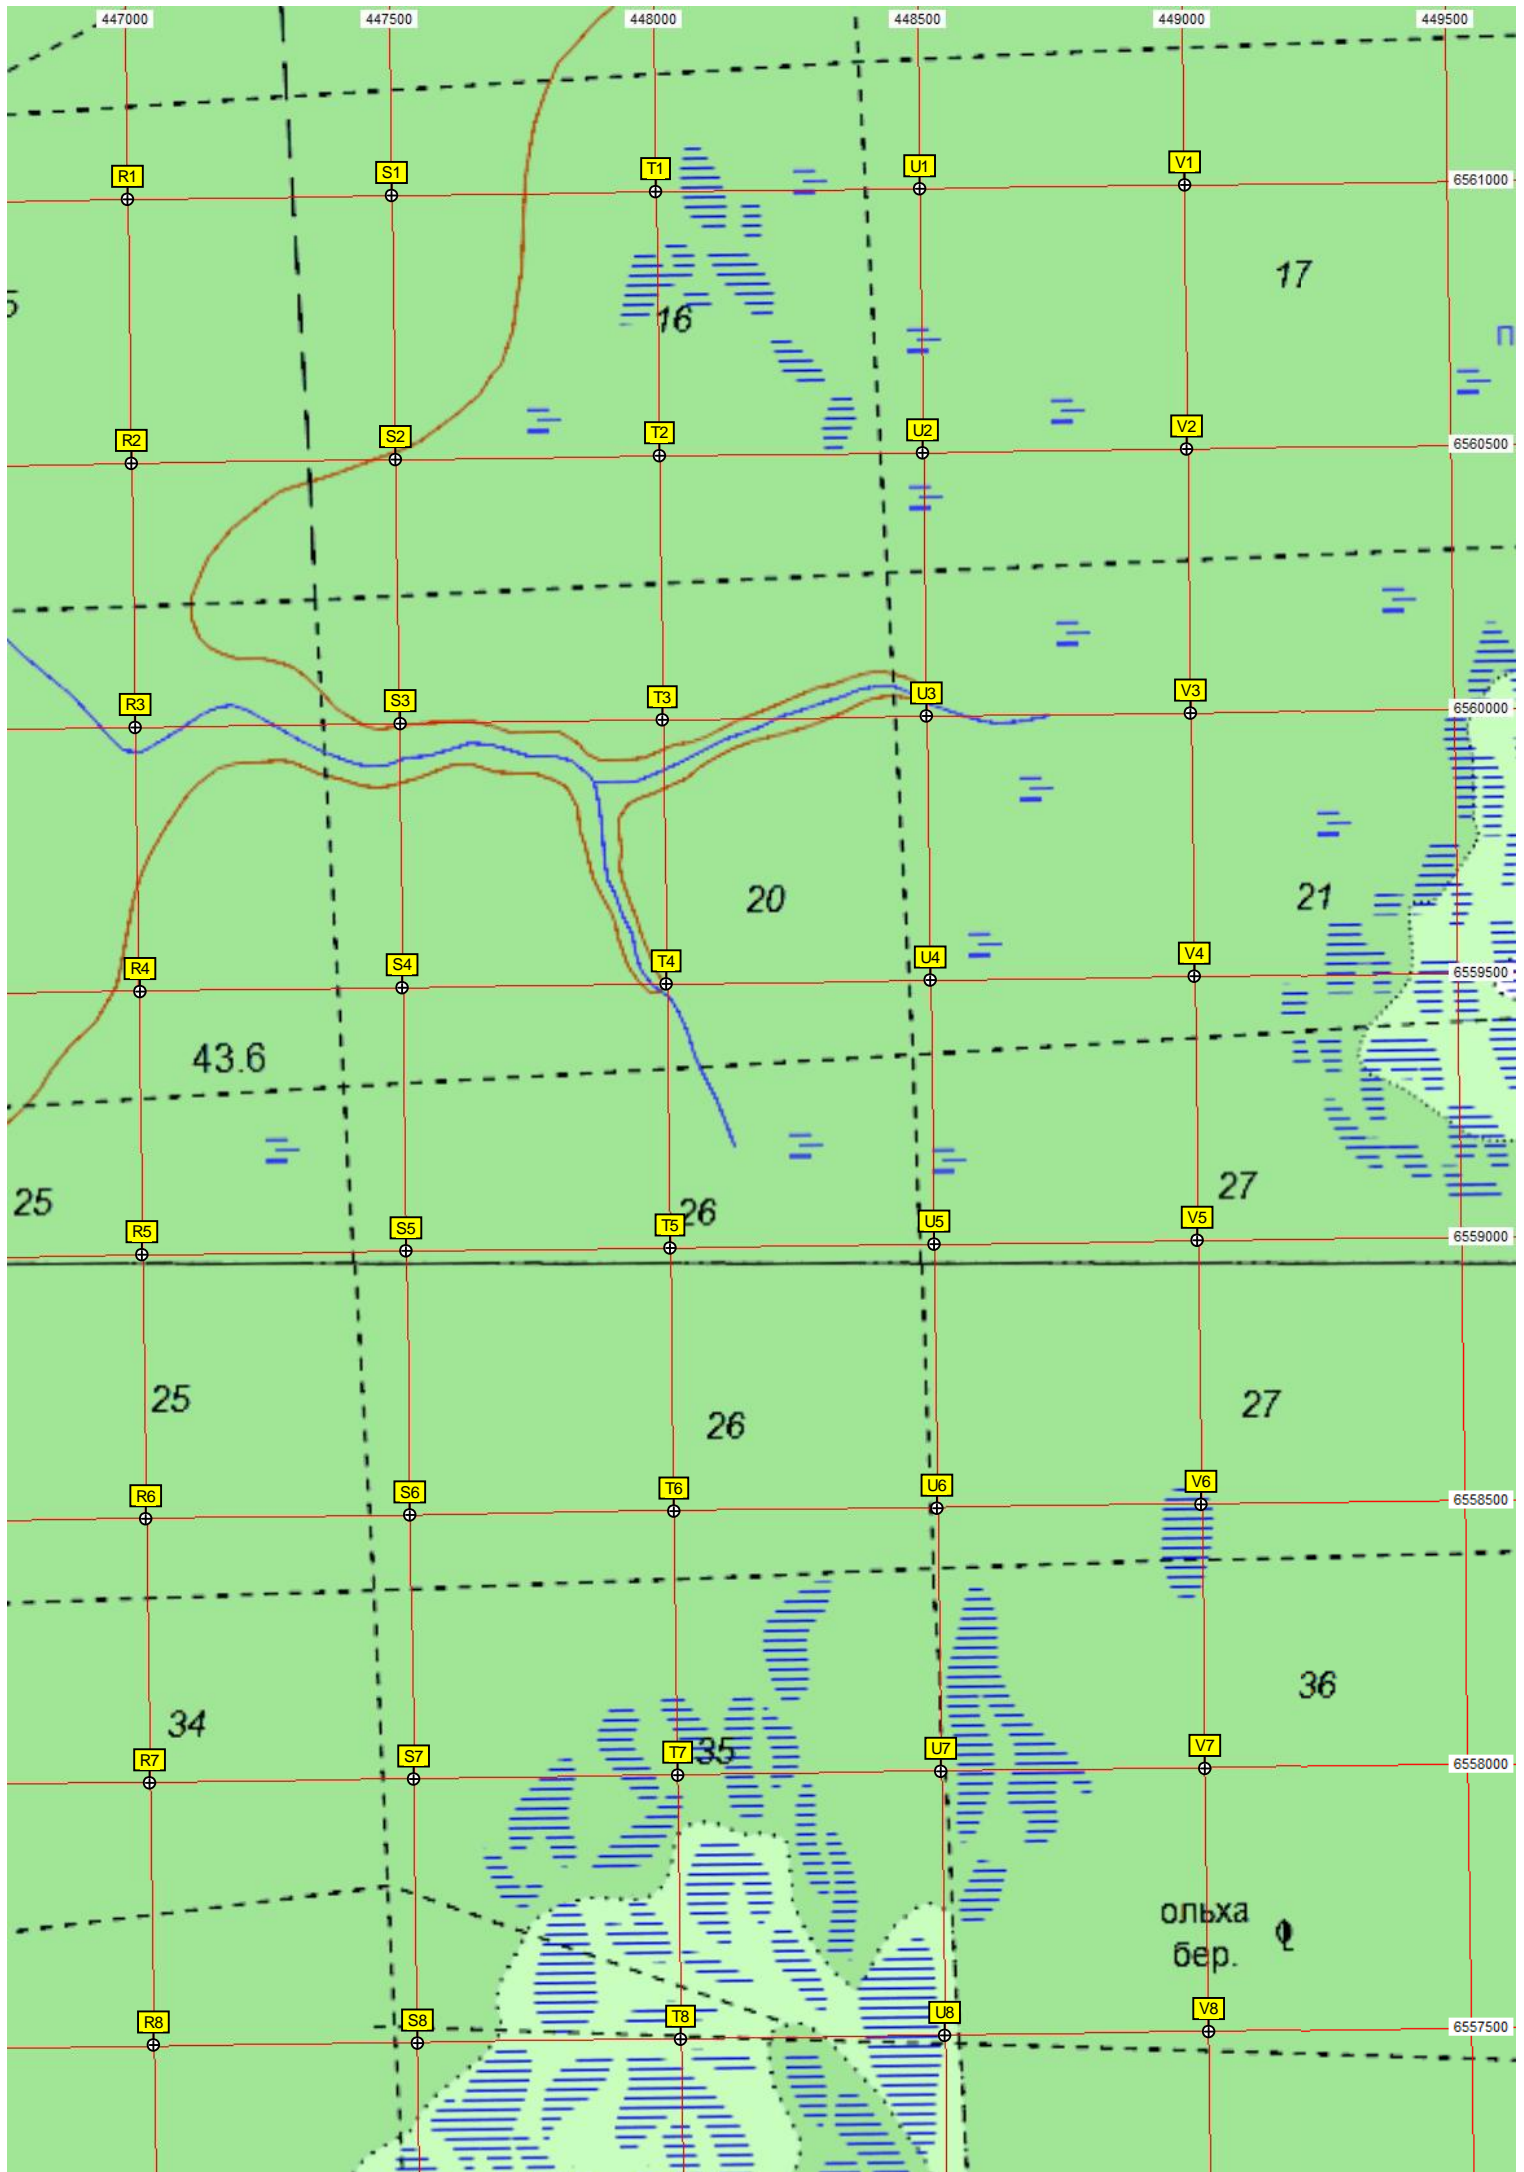 447000 447500 448000 448500 449000 449500
R1 S1 T1 U1 V1 6561000
17
5
16
П
R2 S2 T2 U2 V2 6560500
R3 S3 T3 U3 V3 6560000
20 21
R4 S4 T4 U4 V4 6559500
43.6
25 26 27
R5 S5 T5 U5 V5 6559000
25 26 27
R6 S6 T6 U6 V6 6558500
36
34 35
R7 S7 T7 U7 V7 6558000
ольха
бер.
R8 S8 T8 U8 V8 6557500